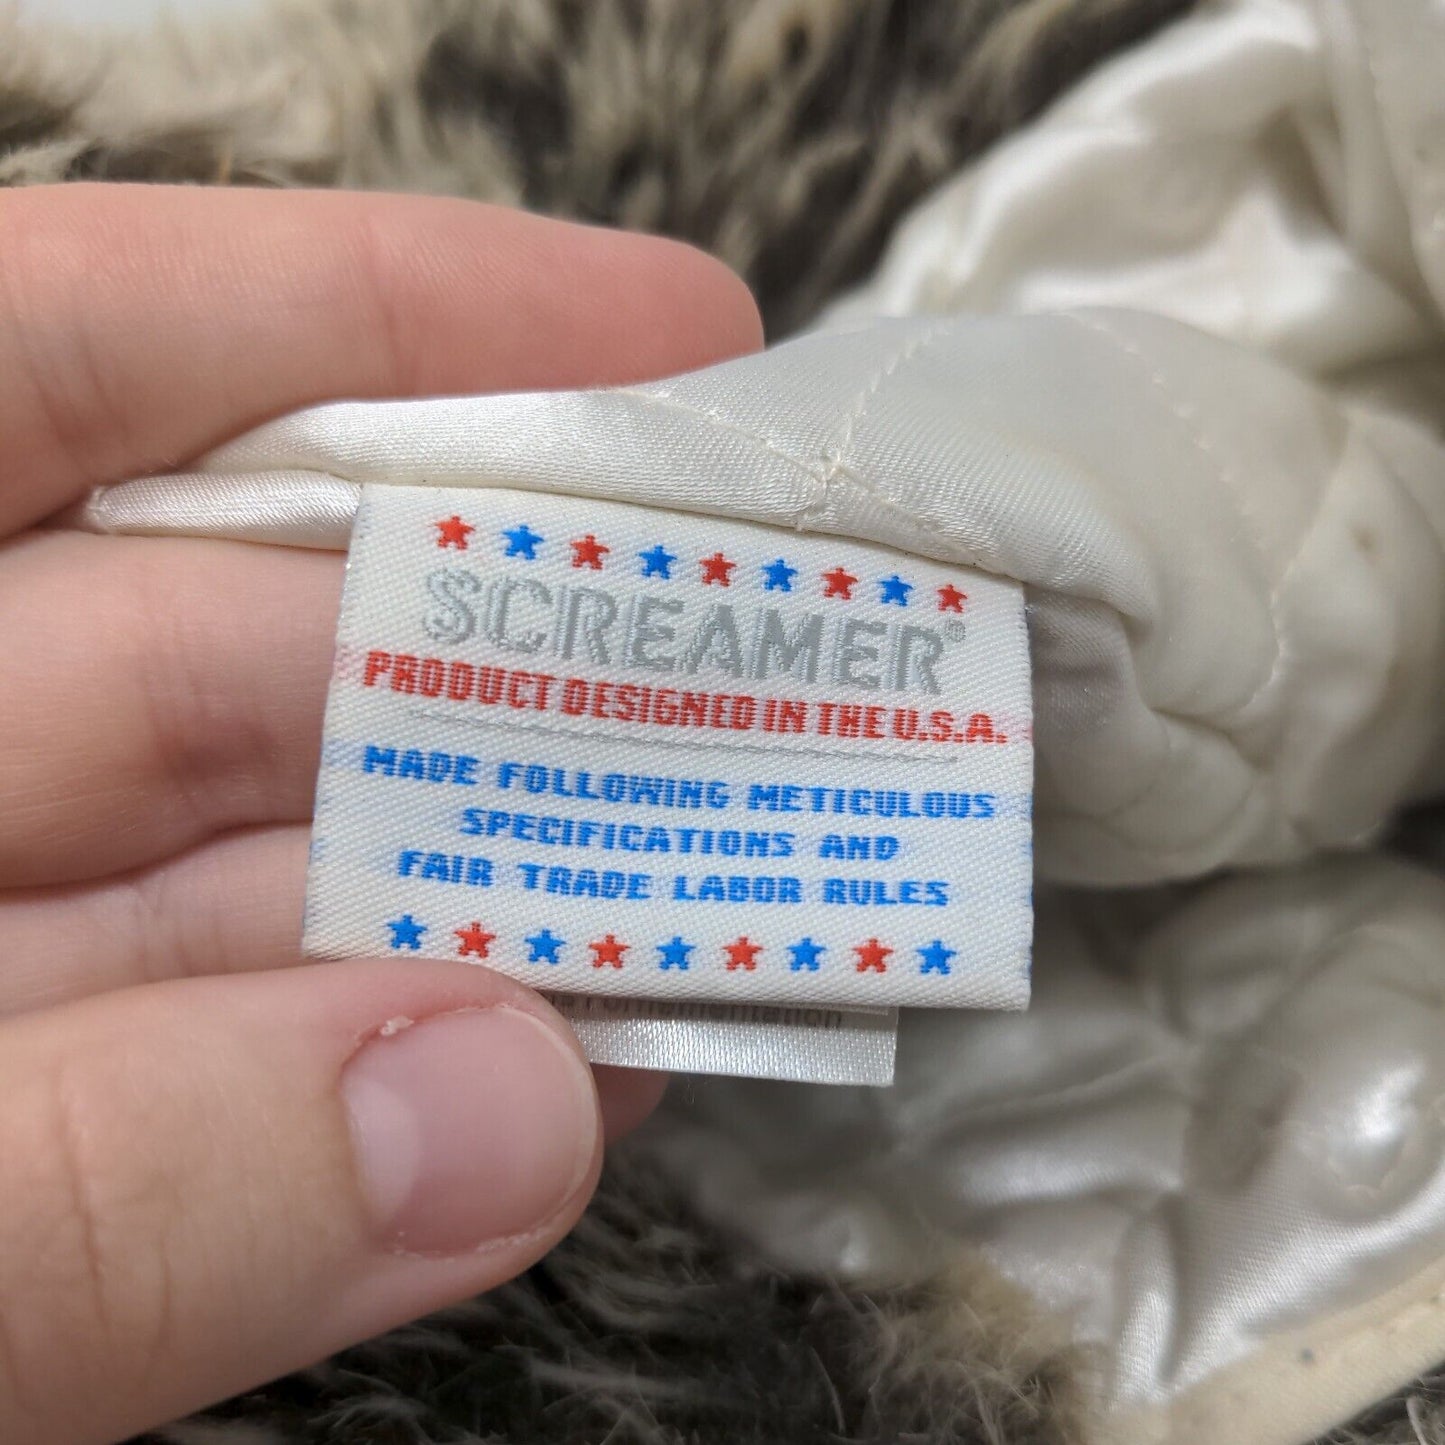 SCREAMER®
PRODUCT DESIGNED IN THE U.S.A.
MADE FOLLOWING METICULOUS
SPECIFICATIONS AND
FAIR TRADE LABOR RULES